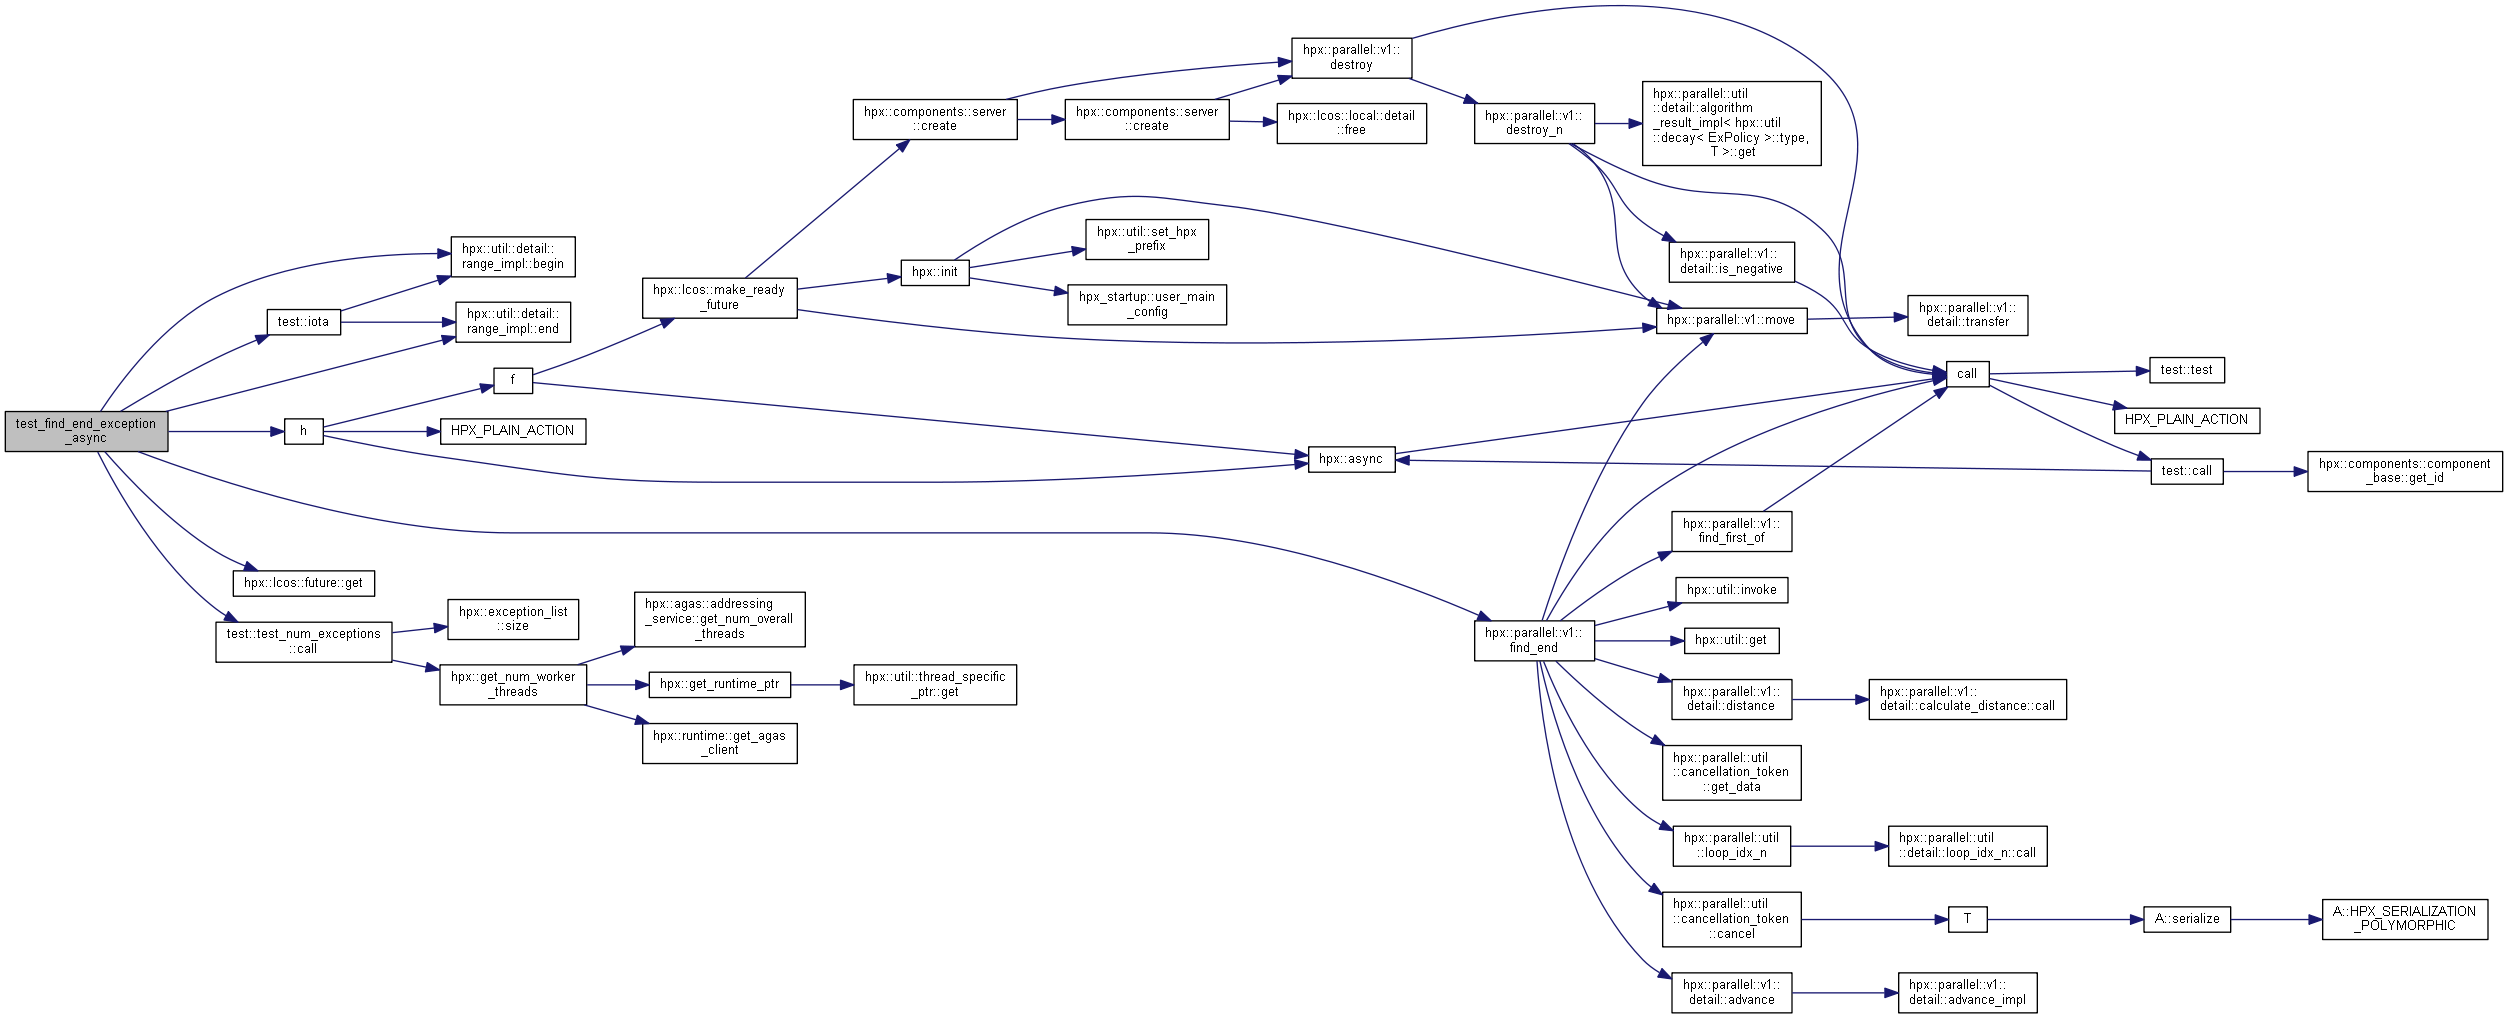 test_find_end_exception
_async
hpx::util::detail::
range_impl::begin
test::iota
hpx::util::detail::
range_impl::end
h
f
HPX_PLAIN_ACTION
hpx::lcos::future::get
test::test_num_exceptions
::call
hpx::exception_list
::size
hpx::get_num_worker
_threads
hpx::agas::addressing
_service::get_num_overall
_threads
hpx::get_runtime_ptr
hpx::util::thread_specific
_ptr::get
hpx::runtime::get_agas
_client
hpx::lcos::make_ready
_future
hpx::components::server
::create
hpx::components::server
::create
hpx::init
hpx::util::set_hpx
_prefix
hpx_startup::user_main
_config
hpx::parallel::v1::
destroy
hpx::lcos::local::detail
::free
hpx::parallel::v1::
destroy_n
hpx::parallel::util
::detail::algorithm
_result_impl< hpx::util
::decay< ExPolicy >::type,
T >::get
hpx::parallel::v1::
detail::is_negative
hpx::parallel::v1::move
hpx::parallel::v1::
detail::transfer
call
test::test
HPX_PLAIN_ACTION
test::call
hpx::components::component
_base::get_id
hpx::async
hpx::parallel::v1::
find_end
hpx::parallel::v1::
find_first_of
hpx::util::invoke
hpx::util::get
hpx::parallel::v1::
detail::distance
hpx::parallel::v1::
detail::calculate_distance::call
hpx::parallel::util
::cancellation_token
::get_data
hpx::parallel::util
::loop_idx_n
hpx::parallel::util
::detail::loop_idx_n::call
hpx::parallel::util
::cancellation_token
::cancel
T
A::serialize
A::HPX_SERIALIZATION
_POLYMORPHIC
hpx::parallel::v1::
detail::advance
hpx::parallel::v1::
detail::advance_impl